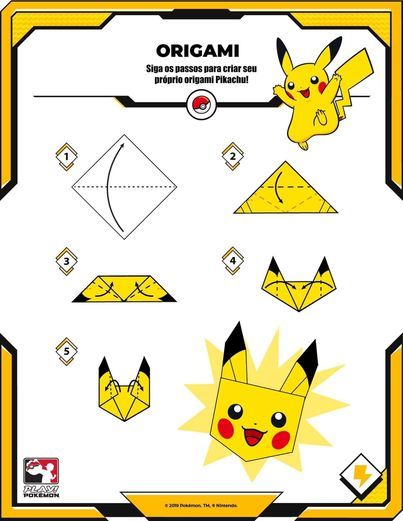 ORIGAMI
Siga os passos para criar seu
próprio origami Pikachu!
1
2
3
4
5
PLAY!
POKÉMON
©2019 Pokémon. TM, ® Nintendo.